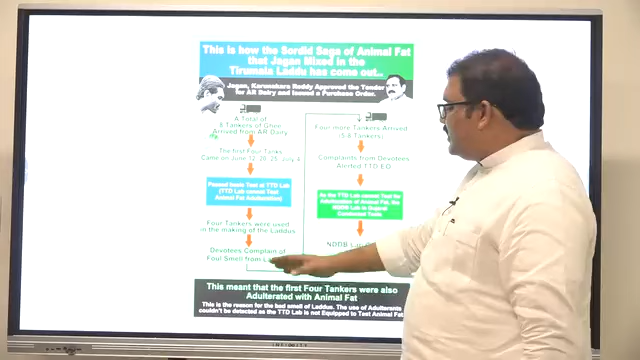 This is how the Sordid Saga of Animal Fat
that Jagan Mixed in the
Tirumala Laddu has come out..
Jagan, Karunakara Reddy Approved the Tender
for AR Dairy and Issued a Purchase Order.
A Total of
8 Tankers of Ghee
Arrived from AR Dairy
The first Four Tanks
Came on June 12, 20, 25, July 6
Passed basic Test at TTD Lab
(TTD Lab cannot Test
Animal Fat Adulteration)
Four Tankers were used
in the making of the Laddus
Devotees Complain of
Foul Smell from
Four more Tankers Arrived
(5-8 Tankers)
Complaints from Devotees
Alerted TTD EO
As the TTD Lab cannot Test for
Adulteration of Animal Fat,
the NDDB Lab in Gujarat
Conducted Tests
NDDB Lab
This meant that the first Four Tankers were also
Adulterated with Animal Fat
This is the reason for the bad smell of Laddus. The use of Adulterants
couldn't be detected as the TTD Lab is not Equipped to Test Animal Fat